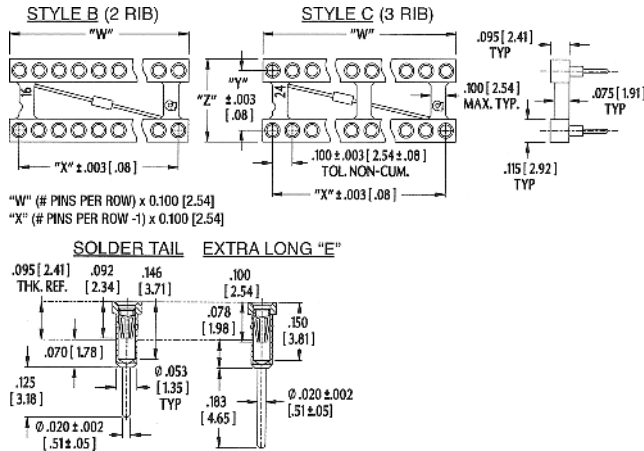 STYLE B (2 RIB)
STYLE C (3 RIB)
"W"
"W"
.095 [2.41]
TYP
"Y"
±.003
[.08]
"Z"
6
24
.100 [2.54]
MAX. TYP.
.075 [1.91]
TYP
.100±.003 [2.54±.08]
TOL. NON-CUM.
"X" ±.003 [.08]
"X" ±.003 [.08]
.115 [2.92]
TYP
"W" (# PINS PER ROW) x 0.100 [2.54]
"X" (# PINS PER ROW -1) x 0.100 [2.54]
SOLDER TAIL
EXTRA LONG "E"
.095 [2.41]
THK. REF.
.092
[2.34]
.146
[3.71]
.100
[2.54]
.078
[1.98]
.150
[3.81]
.070 [1.78]
Ø.053
[1.35]
TYP
.125
[3.18]
.183
[4.65]
Ø.020±.002
[.51±.05]
Ø.020±.002
[.51±05]